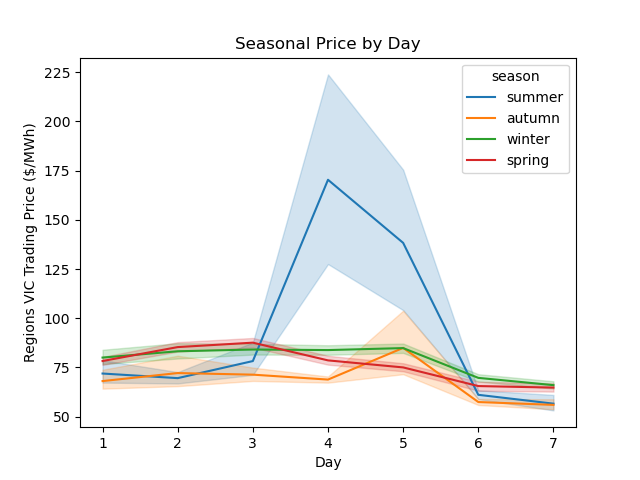 Seasonal Price by Day
Regions VIC Trading Price ($/MWh)
225
200
175
150
125
100
75
50
season
summer
autumn
winter
spring
1 2 3 4 5 6 7
Day